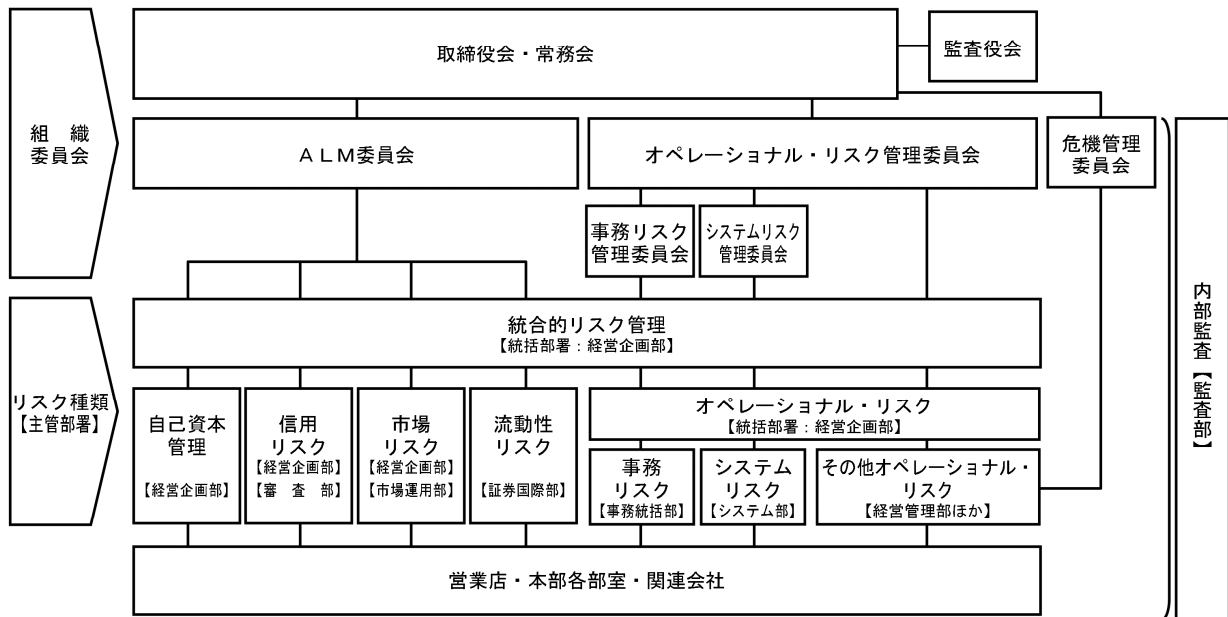 取締役会・常務会
監査役会
組　織
委員会
ＡＬＭ委員会
オペレーショナル・リスク管理委員会
危機管理
委員会
事務リスク
管理委員会
システムリスク
管理委員会
統合的リスク管理
【統括部署：経営企画部】
リスク種類
【主管部署】
自己資本
管理
【経営企画部】
信用
リスク
【経営企画部】
【審　査　部】
市場
リスク
【経営企画部】
【市場運用部】
流動性
リスク
【証券国際部】
オペレーショナル・リスク
【統括部署：経営企画部】
事務
リスク
【事務統括部】
システム
リスク
【システム部】
その他オペレーショナル・
リスク
【経営管理部ほか】
営業店・本部各部室・関連会社
内部監査【監査部】